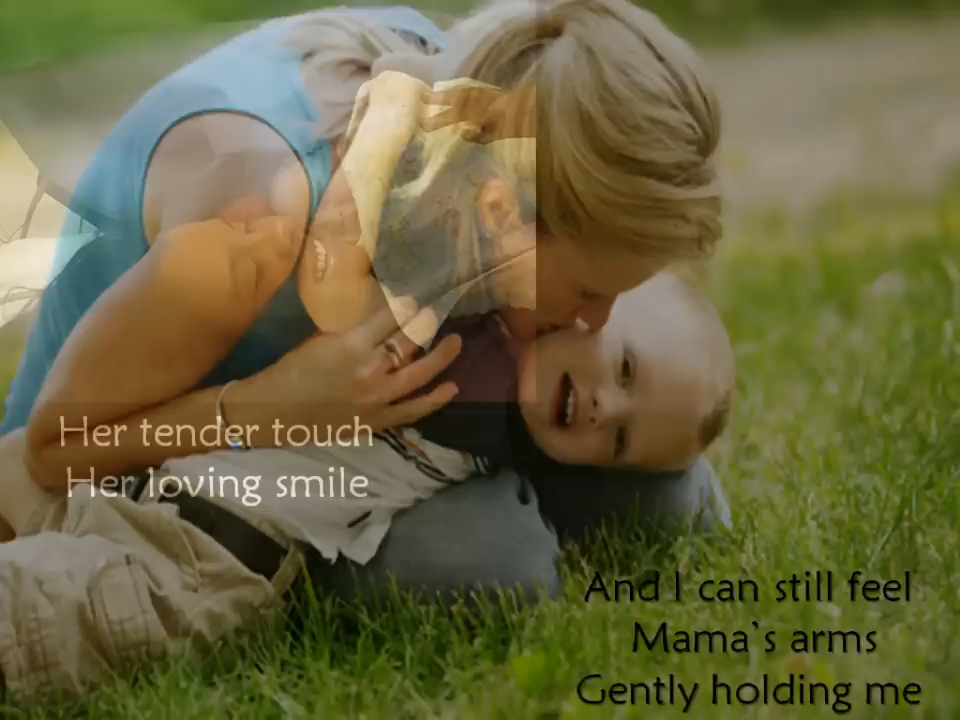 Her tender touch
Her loving smile
And I can still feel
Mama`s arms
Gently holding me